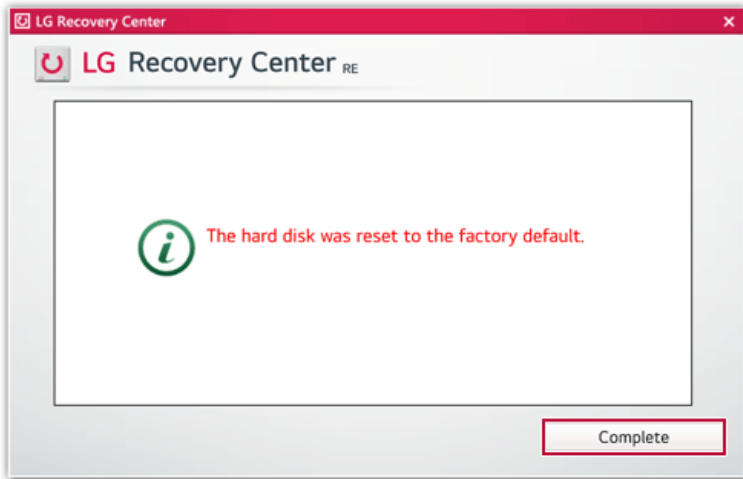 LG Recovery Center
LG Recovery Center RE
The hard disk was reset to the factory default.
Complete